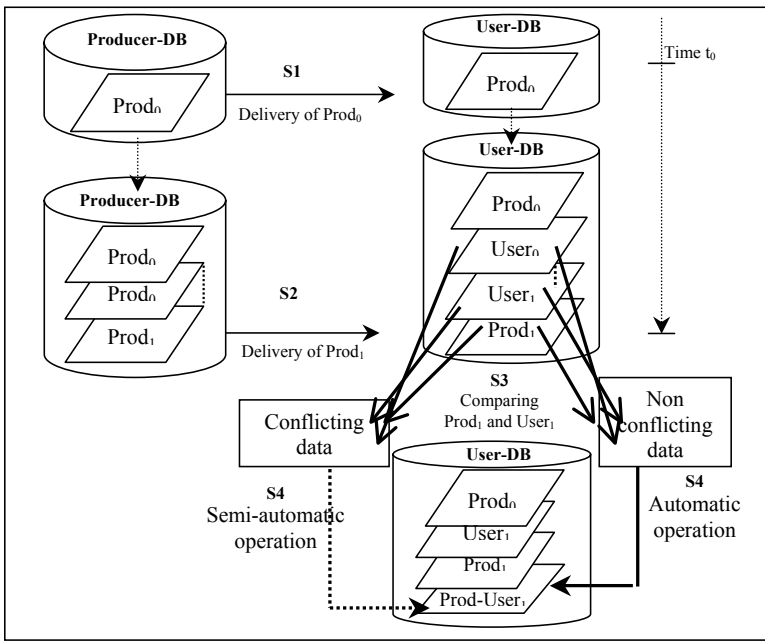 Producer-DB
Prod₀
S1
Delivery of Prod₀
User-DB
Prod₀
Time t₀
Producer-DB
Prod₀
Prod₀
Prod₁
S2
Delivery of Prod₁
User-DB
Prod₀
User₀
User₁
Prod₁
S3
Comparing
Prod₁ and User₁
Conflicting
data
Non
conflicting
data
S4
Semi-automatic
operation
User-DB
Prod₀
User₁
Prod₁
Prod-User₁
S4
Automatic
operation